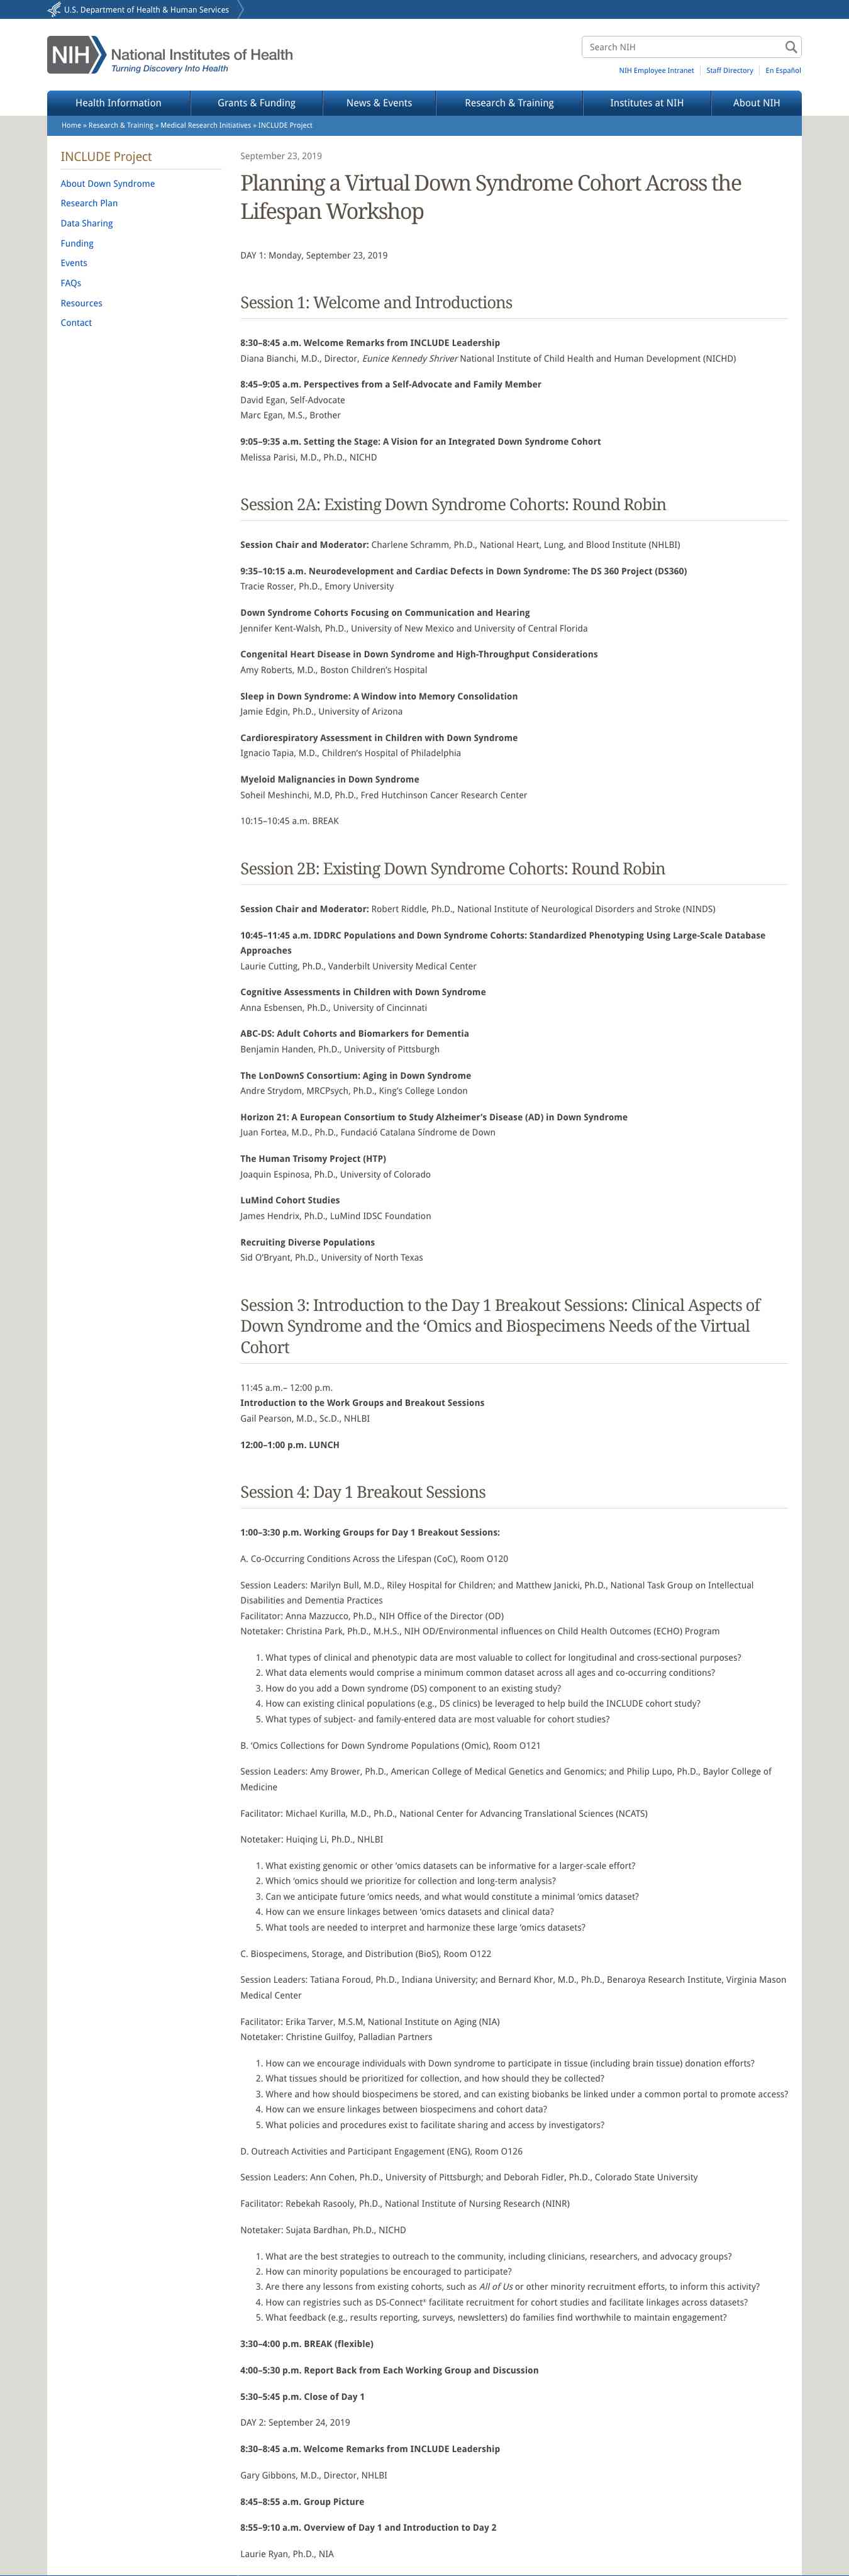 U.S. Department of Health & Human Services
NIH National Institutes of Health
Turning Discovery Into Health
Search NIH
NIH Employee Intranet | Staff Directory | En Español
Health Information Grants & Funding News & Events Research & Training Institutes at NIH About NIH
Home » Research & Training » Medical Research Initiatives » INCLUDE Project
INCLUDE Project
About Down Syndrome
Research Plan
Data Sharing
Funding
Events
FAQs
Resources
Contact
September 23, 2019
Planning a Virtual Down Syndrome Cohort Across the
Lifespan Workshop
DAY 1: Monday, September 23, 2019
Session 1: Welcome and Introductions
8:30–8:45 a.m. Welcome Remarks from INCLUDE Leadership
Diana Bianchi, M.D., Director, Eunice Kennedy Shriver National Institute of Child Health and Human Development (NICHD)
8:45–9:05 a.m. Perspectives from a Self-Advocate and Family Member
David Egan, Self-Advocate
Marc Egan, M.S., Brother
9:05–9:35 a.m. Setting the Stage: A Vision for an Integrated Down Syndrome Cohort
Melissa Parisi, M.D., Ph.D., NICHD
Session 2A: Existing Down Syndrome Cohorts: Round Robin
Session Chair and Moderator: Charlene Schramm, Ph.D., National Heart, Lung, and Blood Institute (NHLBI)
9:35–10:15 a.m. Neurodevelopment and Cardiac Defects in Down Syndrome: The DS 360 Project (DS360)
Tracie Rosser, Ph.D., Emory University
Down Syndrome Cohorts Focusing on Communication and Hearing
Jennifer Kent-Walsh, Ph.D., University of New Mexico and University of Central Florida
Congenital Heart Disease in Down Syndrome and High-Throughput Considerations
Amy Roberts, M.D., Boston Children’s Hospital
Sleep in Down Syndrome: A Window into Memory Consolidation
Jamie Edgin, Ph.D., University of Arizona
Cardiorespiratory Assessment in Children with Down Syndrome
Ignacio Tapia, M.D., Children’s Hospital of Philadelphia
Myeloid Malignancies in Down Syndrome
Soheil Meshinchi, M.D, Ph.D., Fred Hutchinson Cancer Research Center
10:15–10:45 a.m. BREAK
Session 2B: Existing Down Syndrome Cohorts: Round Robin
Session Chair and Moderator: Robert Riddle, Ph.D., National Institute of Neurological Disorders and Stroke (NINDS)
10:45–11:45 a.m. IDDRC Populations and Down Syndrome Cohorts: Standardized Phenotyping Using Large-Scale Database
Approaches
Laurie Cutting, Ph.D., Vanderbilt University Medical Center
Cognitive Assessments in Children with Down Syndrome
Anna Esbensen, Ph.D., University of Cincinnati
ABC-DS: Adult Cohorts and Biomarkers for Dementia
Benjamin Handen, Ph.D., University of Pittsburgh
The LonDownS Consortium: Aging in Down Syndrome
Andre Strydom, MRCPsych, Ph.D., King’s College London
Horizon 21: A European Consortium to Study Alzheimer’s Disease (AD) in Down Syndrome
Juan Fortea, M.D., Ph.D., Fundació Catalana Síndrome de Down
The Human Trisomy Project (HTP)
Joaquin Espinosa, Ph.D., University of Colorado
LuMind Cohort Studies
James Hendrix, Ph.D., LuMind IDSC Foundation
Recruiting Diverse Populations
Sid O’Bryant, Ph.D., University of North Texas
Session 3: Introduction to the Day 1 Breakout Sessions: Clinical Aspects of
Down Syndrome and the ‘Omics and Biospecimens Needs of the Virtual
Cohort
11:45 a.m.– 12:00 p.m.
Introduction to the Work Groups and Breakout Sessions
Gail Pearson, M.D., Sc.D., NHLBI
12:00–1:00 p.m. LUNCH
Session 4: Day 1 Breakout Sessions
1:00–3:30 p.m. Working Groups for Day 1 Breakout Sessions:
A. Co-Occurring Conditions Across the Lifespan (CoC), Room O120
Session Leaders: Marilyn Bull, M.D., Riley Hospital for Children; and Matthew Janicki, Ph.D., National Task Group on Intellectual
Disabilities and Dementia Practices
Facilitator: Anna Mazzucco, Ph.D., NIH Office of the Director (OD)
Notetaker: Christina Park, Ph.D., M.H.S., NIH OD/Environmental influences on Child Health Outcomes (ECHO) Program
1. What types of clinical and phenotypic data are most valuable to collect for longitudinal and cross-sectional purposes?
2. What data elements would comprise a minimum common dataset across all ages and co-occurring conditions?
3. How do you add a Down syndrome (DS) component to an existing study?
4. How can existing clinical populations (e.g., DS clinics) be leveraged to help build the INCLUDE cohort study?
5. What types of subject- and family-entered data are most valuable for cohort studies?
B. ‘Omics Collections for Down Syndrome Populations (Omic), Room O121
Session Leaders: Amy Brower, Ph.D., American College of Medical Genetics and Genomics; and Philip Lupo, Ph.D., Baylor College of
Medicine
Facilitator: Michael Kurilla, M.D., Ph.D., National Center for Advancing Translational Sciences (NCATS)
Notetaker: Huiqing Li, Ph.D., NHLBI
1. What existing genomic or other ‘omics datasets can be informative for a larger-scale effort?
2. Which ‘omics should we prioritize for collection and long-term analysis?
3. Can we anticipate future ‘omics needs, and what would constitute a minimal ‘omics dataset?
4. How can we ensure linkages between ‘omics datasets and clinical data?
5. What tools are needed to interpret and harmonize these large ‘omics datasets?
C. Biospecimens, Storage, and Distribution (BioS), Room O122
Session Leaders: Tatiana Foroud, Ph.D., Indiana University; and Bernard Khor, M.D., Ph.D., Benaroya Research Institute, Virginia Mason
Medical Center
Facilitator: Erika Tarver, M.S.M, National Institute on Aging (NIA)
Notetaker: Christine Guilfoy, Palladian Partners
1. How can we encourage individuals with Down syndrome to participate in tissue (including brain tissue) donation efforts?
2. What tissues should be prioritized for collection, and how should they be collected?
3. Where and how should biospecimens be stored, and can existing biobanks be linked under a common portal to promote access?
4. How can we ensure linkages between biospecimens and cohort data?
5. What policies and procedures exist to facilitate sharing and access by investigators?
D. Outreach Activities and Participant Engagement (ENG), Room O126
Session Leaders: Ann Cohen, Ph.D., University of Pittsburgh; and Deborah Fidler, Ph.D., Colorado State University
Facilitator: Rebekah Rasooly, Ph.D., National Institute of Nursing Research (NINR)
Notetaker: Sujata Bardhan, Ph.D., NICHD
1. What are the best strategies to outreach to the community, including clinicians, researchers, and advocacy groups?
2. How can minority populations be encouraged to participate?
3. Are there any lessons from existing cohorts, such as All of Us or other minority recruitment efforts, to inform this activity?
4. How can registries such as DS-Connect® facilitate recruitment for cohort studies and facilitate linkages across datasets?
5. What feedback (e.g., results reporting, surveys, newsletters) do families find worthwhile to maintain engagement?
3:30–4:00 p.m. BREAK (flexible)
4:00–5:30 p.m. Report Back from Each Working Group and Discussion
5:30–5:45 p.m. Close of Day 1
DAY 2: September 24, 2019
8:30–8:45 a.m. Welcome Remarks from INCLUDE Leadership
Gary Gibbons, M.D., Director, NHLBI
8:45–8:55 a.m. Group Picture
8:55–9:10 a.m. Overview of Day 1 and Introduction to Day 2
Laurie Ryan, Ph.D., NIA